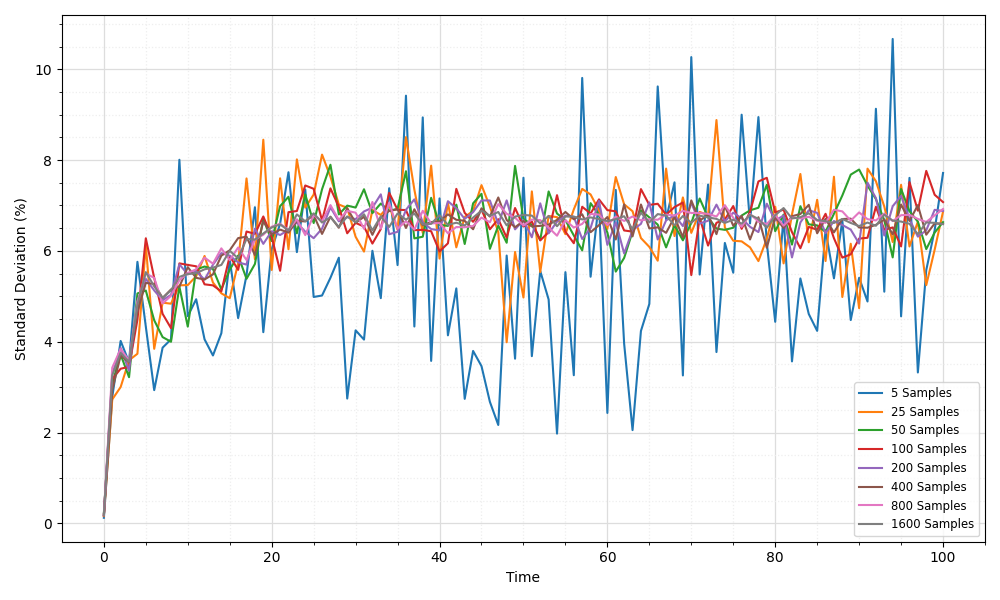 10
8
6
4
2
0
Standard Deviation (%)
0 20 40 60 80 100
Time
5 Samples
25 Samples
50 Samples
100 Samples
200 Samples
400 Samples
800 Samples
1600 Samples